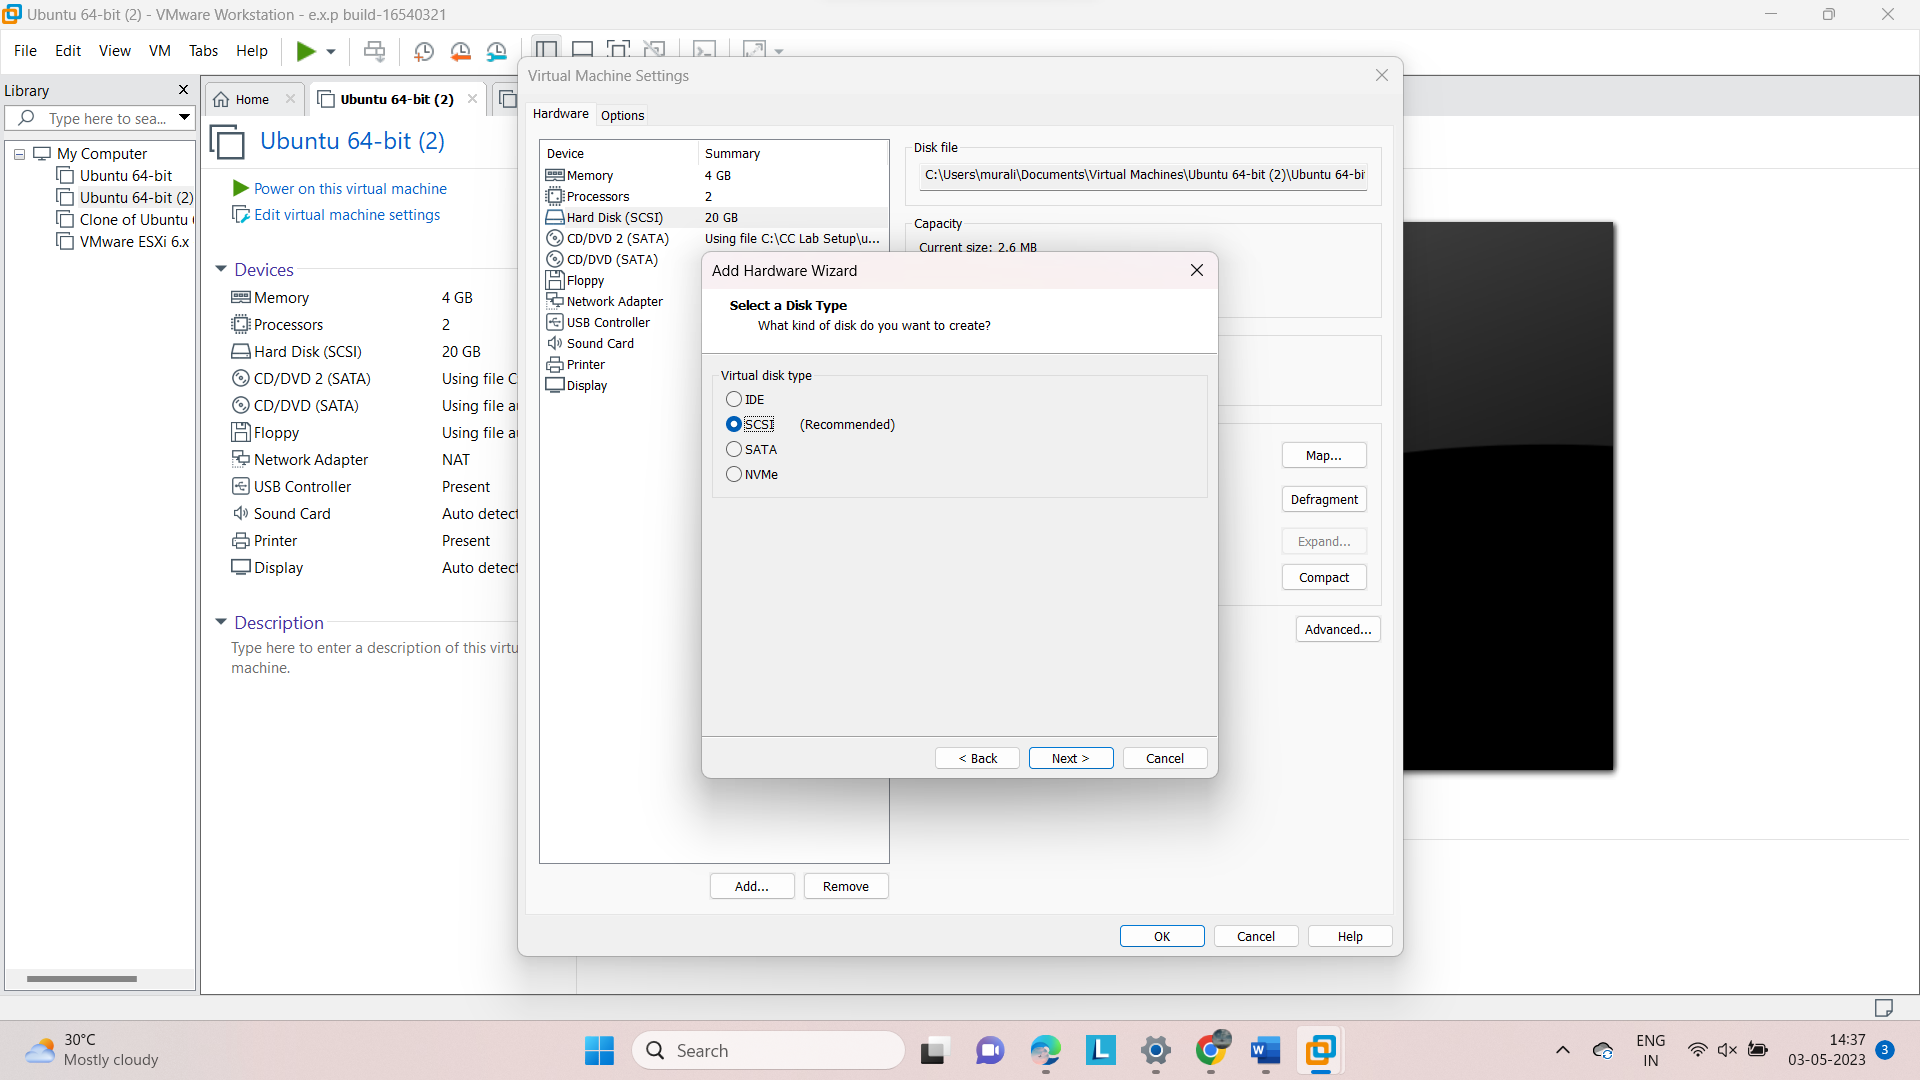 Ubuntu 64-bit (2) - VMware Workstation - e.x.p build-16540321
File Edit View VM Tabs Help
Library
Type here to sea...
My Computer
Ubuntu 64-bit
Ubuntu 64-bit (2)
Clone of Ubuntu
VMware ESXi 6.x
Home
Ubuntu 64-bit (2)
Ubuntu 64-bit (2)
Power on this virtual machine
Edit virtual machine settings
Devices
Memory 4 GB
Processors 2
Hard Disk (SCSI) 20 GB
CD/DVD 2 (SATA) Using file C
CD/DVD (SATA) Using file a
Floppy Using file a
Network Adapter NAT
USB Controller Present
Sound Card Auto detect
Printer Present
Display Auto detect
Description
Type here to enter a description of this virtu
machine.
Virtual Machine Settings
Hardware Options
Device Summary
Memory 4 GB
Processors 2
Hard Disk (SCSI) 20 GB
CD/DVD 2 (SATA) Using file C:\CC Lab Setup\u...
CD/DVD (SATA)
Floppy
Network Adapter
USB Controller
Sound Card
Printer
Display
Add... Remove
Disk file
C:\Users\murali\Documents\Virtual Machines\Ubuntu 64-bit (2)\Ubuntu 64-bi
Capacity
Current size: 2.6 MB
Map...
Defragment
Expand...
Compact
Advanced...
OK Cancel Help
Add Hardware Wizard
Select a Disk Type
What kind of disk do you want to create?
Virtual disk type
IDE
SCSI (Recommended)
SATA
NVMe
< Back Next > Cancel
30°C
Mostly cloudy
Search
L
W
ENG
IN
14:37
03-05-2023
3